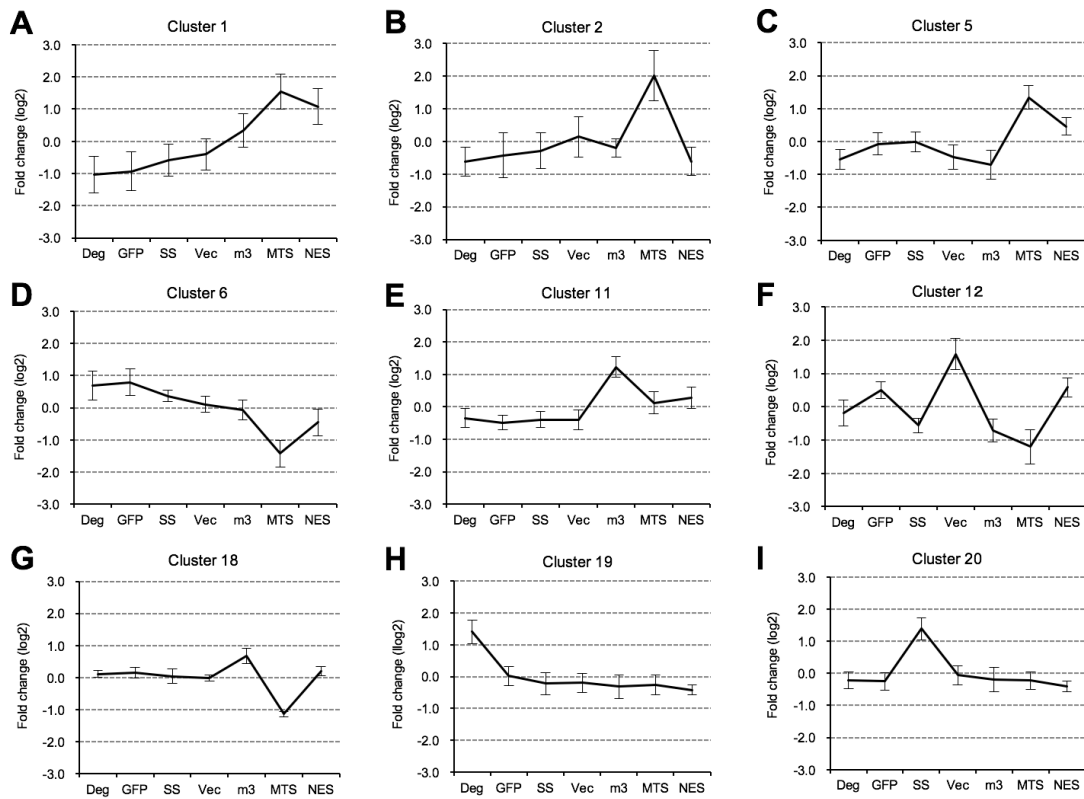 A
Cluster 1
Fold change (log2)
3.0
2.0
1.0
0.0
-1.0
-2.0
-3.0
Deg GFP SS Vec m3 MTS NES
B
Cluster 2
Fold change (log2)
3.0
2.0
1.0
0.0
-1.0
-2.0
-3.0
Deg GFP SS Vec m3 MTS NES
C
Cluster 5
Fold change (log2)
3.0
2.0
1.0
0.0
-1.0
-2.0
-3.0
Deg GFP SS Vec m3 MTS NES
D
Cluster 6
Fold change (log2)
3.0
2.0
1.0
0.0
-1.0
-2.0
-3.0
Deg GFP SS Vec m3 MTS NES
E
Cluster 11
Fold change (log2)
3.0
2.0
1.0
0.0
-1.0
-2.0
-3.0
Deg GFP SS Vec m3 MTS NES
F
Cluster 12
Fold change (log2)
3.0
2.0
1.0
0.0
-1.0
-2.0
-3.0
Deg GFP SS Vec m3 MTS NES
G
Cluster 18
Fold change (log2)
3.0
2.0
1.0
0.0
-1.0
-2.0
-3.0
Deg GFP SS Vec m3 MTS NES
H
Cluster 19
Fold change (log2)
3.0
2.0
1.0
0.0
-1.0
-2.0
-3.0
Deg GFP SS Vec m3 MTS NES
I
Cluster 20
Fold change (log2)
3.0
2.0
1.0
0.0
-1.0
-2.0
-3.0
Deg GFP SS Vec m3 MTS NES